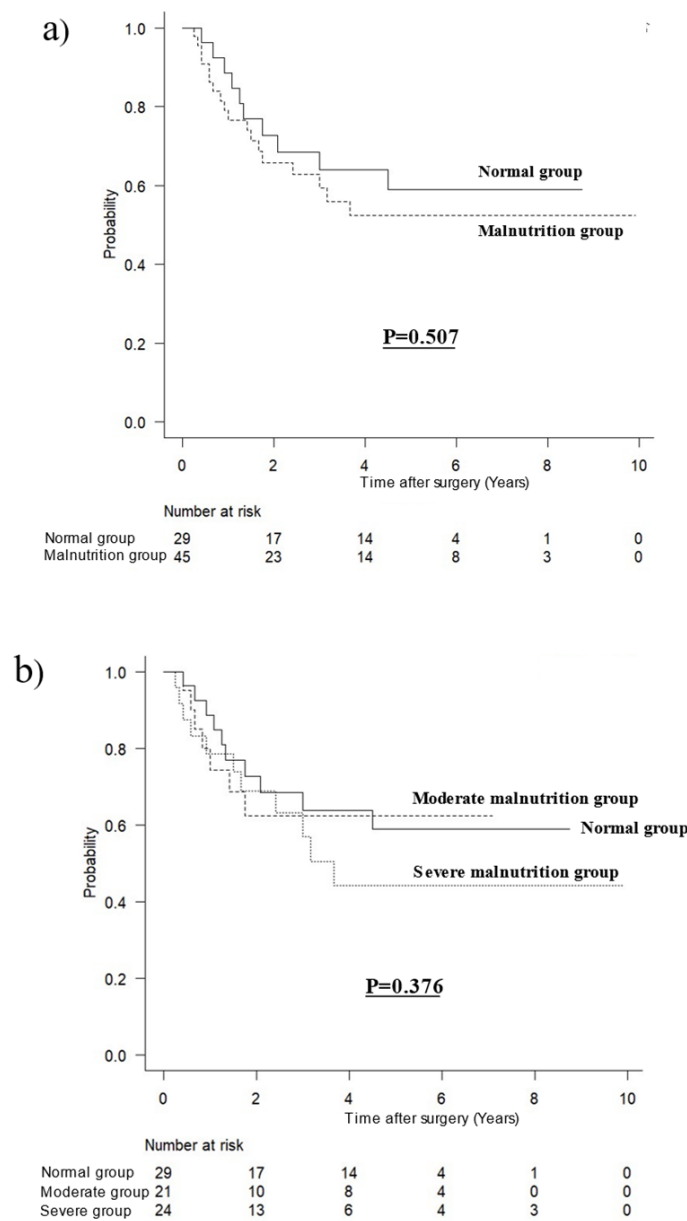 a)
1.0
Normal group
0.8
0.6
Malnutrition group
Probability
0.4
P=0.507
0.2
0.0
0 2 4 6 8 10
Time after surgery (Years)
Number at risk
Normal group 29 17 14 4 1 0
Malnutrition group 45 23 14 8 3 0
b)
1.0
0.8
Moderate malnutrition group
Normal group
0.6
Severe malnutrition group
Probability
0.4
P=0.376
0.2
0.0
0 2 4 6 8 10
Time after surgery (Years)
Number at risk
Normal group 29 17 14 4 1 0
Moderate group 21 10 8 4 0 0
Severe group 24 13 6 4 3 0